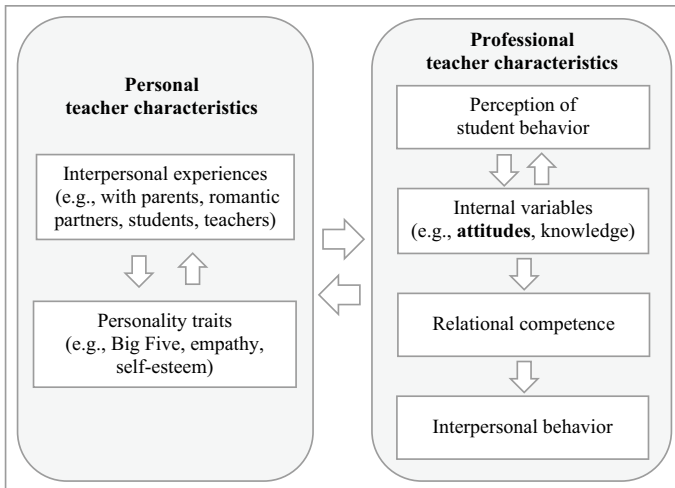 Personal
teacher characteristics
Interpersonal experiences
(e.g., with parents, romantic
partners, students, teachers)
Personality traits
(e.g., Big Five, empathy,
self-esteem)
Professional
teacher characteristics
Perception of
student behavior
Internal variables
(e.g., attitudes, knowledge)
Relational competence
Interpersonal behavior